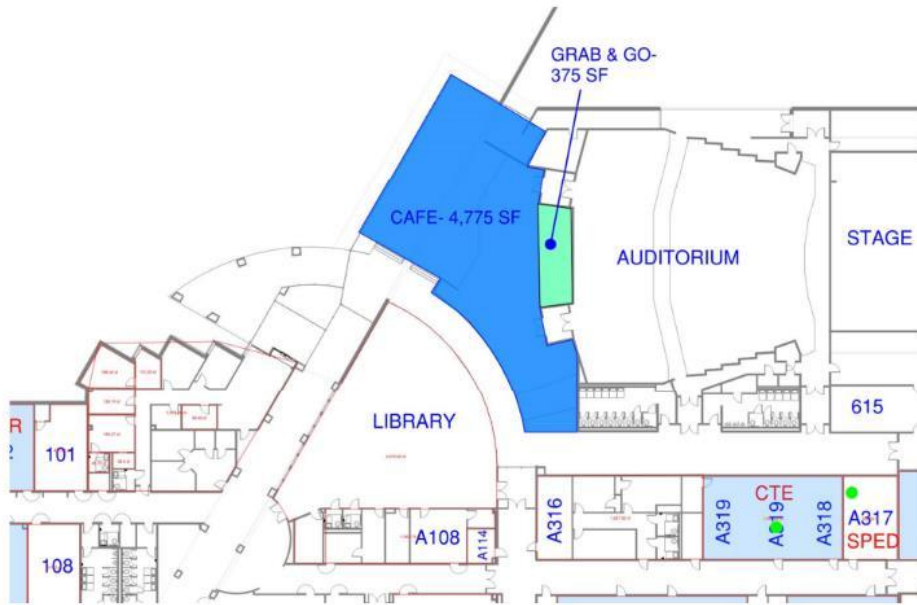 GRAB & GO-
375 SF
CAFE- 4,775 SF
AUDITORIUM
STAGE
LIBRARY
615
R
101
CTE
A316
A319
A319
A318
A317
SPED
A108
A114
108